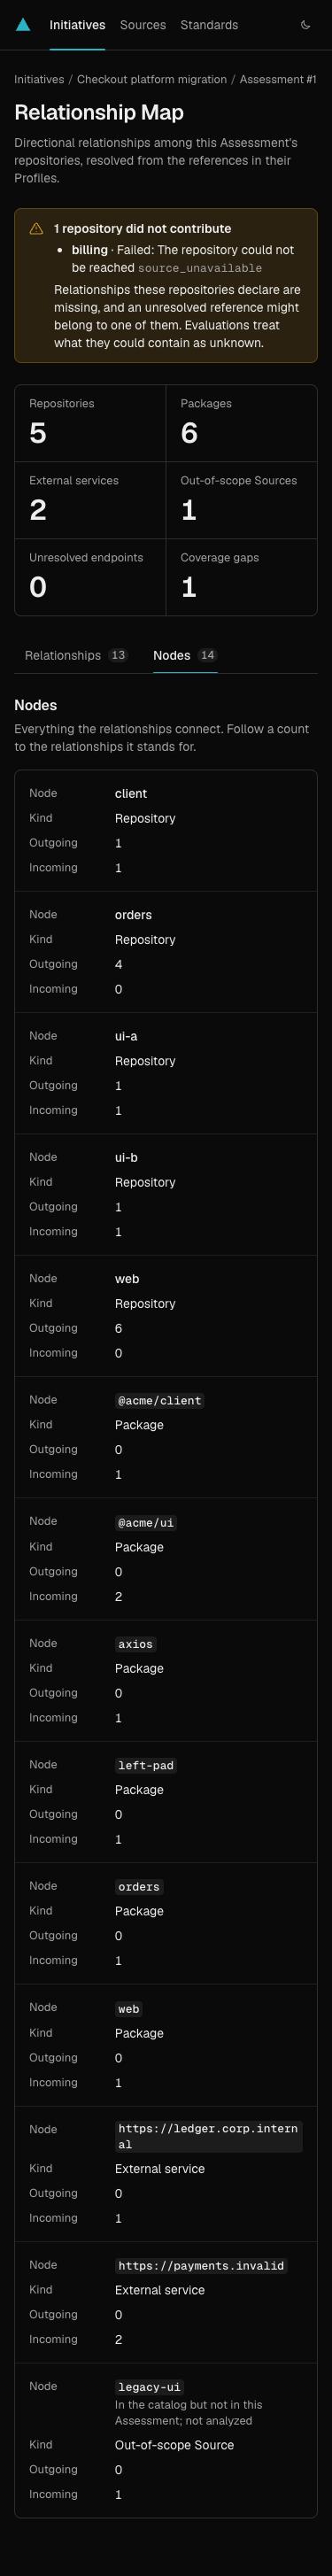 Initiatives Sources Standards
Initiatives / Checkout platform migration / Assessment #1
Relationship Map
Directional relationships among this Assessment's
repositories, resolved from the references in their
Profiles.
1 repository did not contribute
• billing · Failed: The repository could not
be reached source_unavailable
Relationships these repositories declare are
missing, and an unresolved reference might
belong to one of them. Evaluations treat
what they could contain as unknown.
Repositories
5
Packages
6
External services
2
Out-of-scope Sources
1
Unresolved endpoints
0
Coverage gaps
1
Relationships 13 Nodes 14
Nodes
Everything the relationships connect. Follow a count
to the relationships it stands for.
Node client
Kind Repository
Outgoing 1
Incoming 1
Node orders
Kind Repository
Outgoing 4
Incoming 0
Node ui-a
Kind Repository
Outgoing 1
Incoming 1
Node ui-b
Kind Repository
Outgoing 1
Incoming 1
Node web
Kind Repository
Outgoing 6
Incoming 0
Node @acme/client
Kind Package
Outgoing 0
Incoming 1
Node @acme/ui
Kind Package
Outgoing 0
Incoming 2
Node axios
Kind Package
Outgoing 0
Incoming 1
Node left-pad
Kind Package
Outgoing 0
Incoming 1
Node orders
Kind Package
Outgoing 0
Incoming 1
Node web
Kind Package
Outgoing 0
Incoming 1
Node https://ledger.corp.intern
al
Kind External service
Outgoing 0
Incoming 1
Node https://payments.invalid
Kind External service
Outgoing 0
Incoming 2
Node legacy-ui
In the catalog but not in this
Assessment; not analyzed
Kind Out-of-scope Source
Outgoing 0
Incoming 1